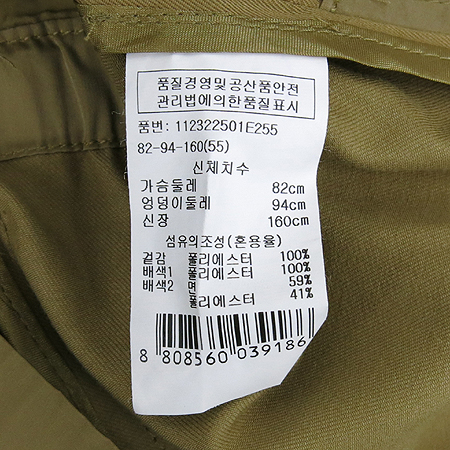 품질경영및공산품안전
관리법에의한품질표시
품번: 112322501E255
82-94-160(55)
신체치수
가슴둘레 82cm
엉덩이둘레 94cm
신장 160cm
섬유의조성(혼용율)
겉감 폴리에스터 100%
배색1 폴리에스터 100%
배색2 면 59%
폴리에스터 41%
8 808560 039186